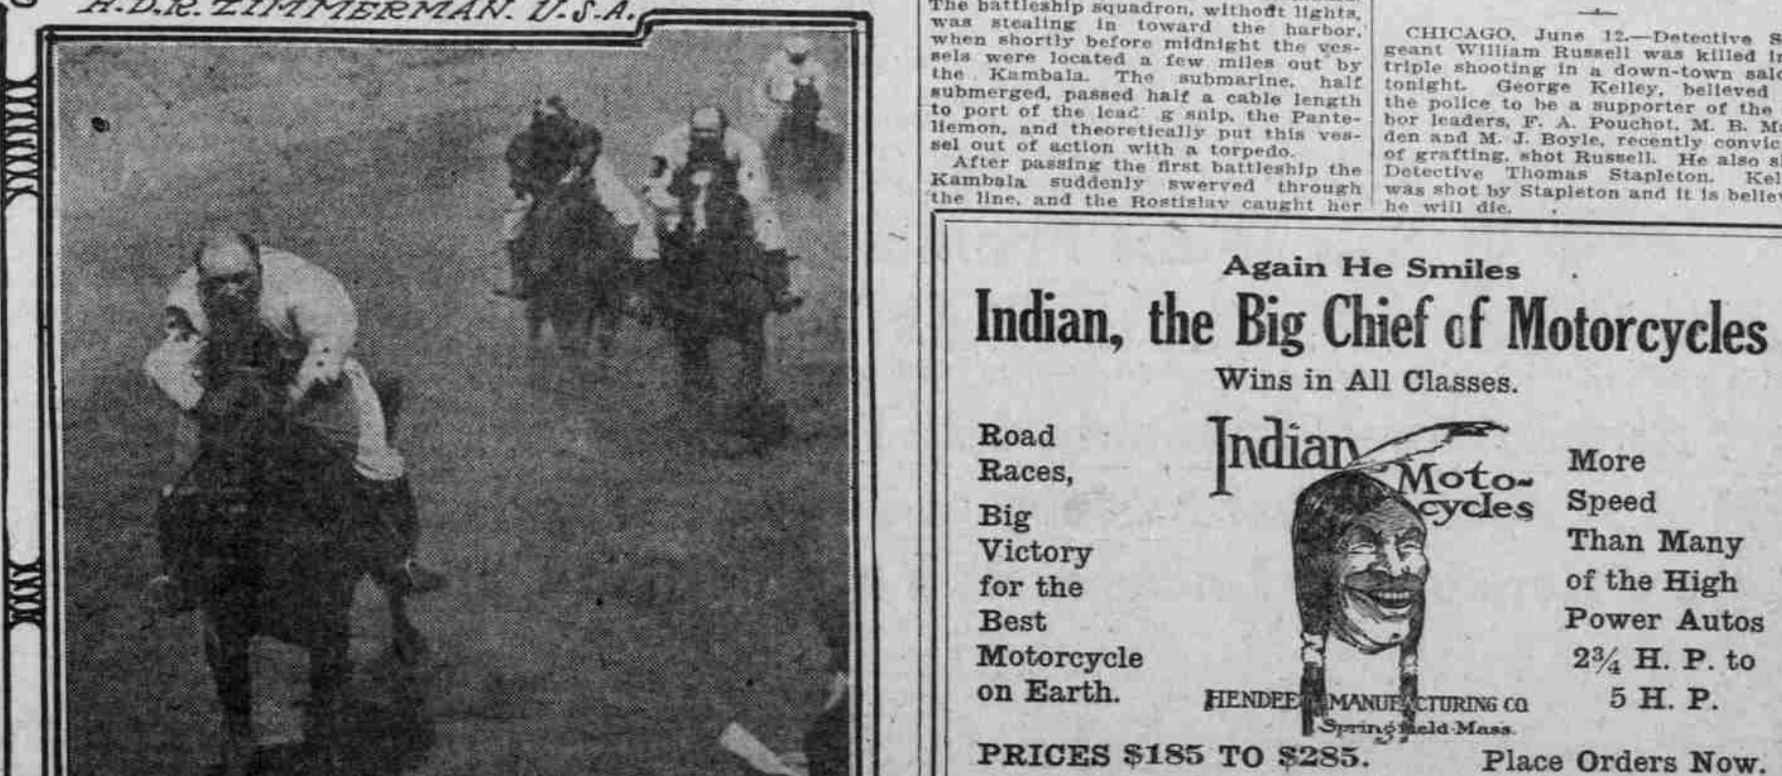 H.D.R. ZIMMERMAN. U.S.A.
The battleship squadron, without lights,
was stealing in toward the harbor,
when shortly before midnight the ves-
sels were located a few miles out by
the Kambala. The submarine, half
submerged, passed half a cable length
to port of the lead g snip, the Pante-
liemon, and theoretically put this ves-
sel out of action with a torpedo.
After passing the first battleship the
Kambala suddenly swerved through
the line, and the Rostislav caught her
CHICAGO, June 12.—Detective S
geant William Russell was killed in
triple shooting in a down-town sal
tonight. George Kelley, believed
the police to be a supporter of the
bor leaders, F. A. Pouchot, M. B. M
den and M. J. Boyle, recently convic
of grafting, shot Russell. He also s
Detective Thomas Stapleton. Kel
was shot by Stapleton and it is believ
he will die.
Again He Smiles
Indian, the Big Chief of Motorcycles
Wins in All Classes.
Road
Races,
Big
Victory
for the
Best
Motorcycle
on Earth.
Indian
Moto-
cycles
HENDEE MANUFACTURING CO
Springfield Mass.
More
Speed
Than Many
of the High
Power Autos
2¾ H. P. to
5 H. P.
PRICES $185 TO $285.
Place Orders Now.